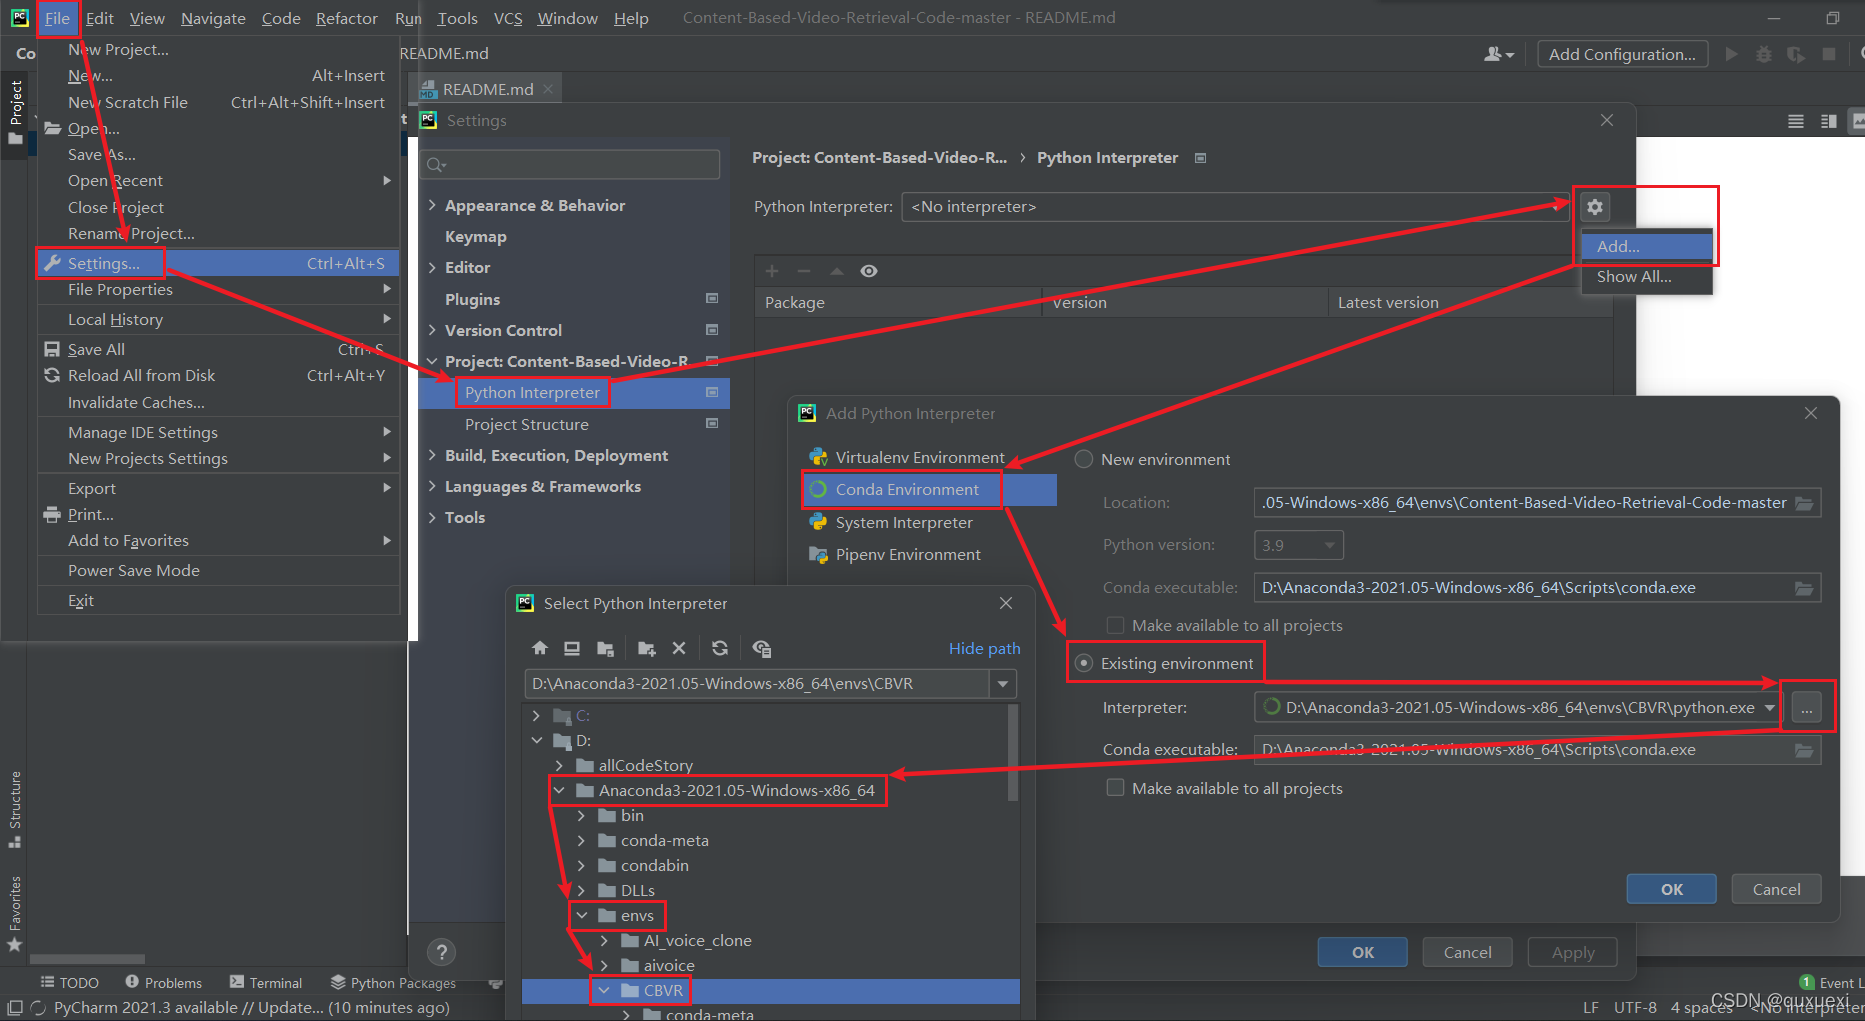 File Edit View Navigate Code Refactor Run Tools VCS Window Help Content-Based-Video-Retrieval-Code-master - README.md
Co README.md Add Configuration...
New Project...
New... Alt+Insert
New Scratch File Ctrl+Alt+Shift+Insert
Open...
Save As...
Open Recent
Close Project
Rename Project...
Settings... Ctrl+Alt+S
File Properties
Local History
Save All Ctrl+S
Reload All from Disk Ctrl+Alt+Y
Invalidate Caches...
Manage IDE Settings
New Projects Settings
Export
Print...
Add to Favorites
Power Save Mode
Exit
Project
Structure
Favorites
README.md
Settings
Appearance & Behavior
Keymap
Editor
Plugins
Version Control
Project: Content-Based-Video-R
Python Interpreter
Project Structure
Build, Execution, Deployment
Languages & Frameworks
Tools
Project: Content-Based-Video-R... › Python Interpreter
Python Interpreter: <No interpreter>
Add...
Show All...
Package Version Latest version
Add Python Interpreter
Virtualenv Environment
Conda Environment
System Interpreter
Pipenv Environment
New environment
Location: .05-Windows-x86_64\envs\Content-Based-Video-Retrieval-Code-master
Python version: 3.9
Conda executable: D:\Anaconda3-2021.05-Windows-x86_64\Scripts\conda.exe
Make available to all projects
Existing environment
Interpreter: D:\Anaconda3-2021.05-Windows-x86_64\envs\CBVR\python.exe ...
Conda executable: D:\Anaconda3-2021.05-Windows-x86_64\Scripts\conda.exe
Make available to all projects
OK Cancel
Select Python Interpreter
Hide path
D:\Anaconda3-2021.05-Windows-x86_64\envs\CBVR
C:
D:
allCodeStory
Anaconda3-2021.05-Windows-x86_64
bin
conda-meta
condabin
DLLs
envs
AI_voice_clone
aivoice
CBVR
conda-meta
? OK Cancel Apply
TODO Problems Terminal Python Packages 1 Event L
PyCharm 2021.3 available // Update... (10 minutes ago) LF UTF-8 4 spaces <No interpreter
CSDN @quxuexi